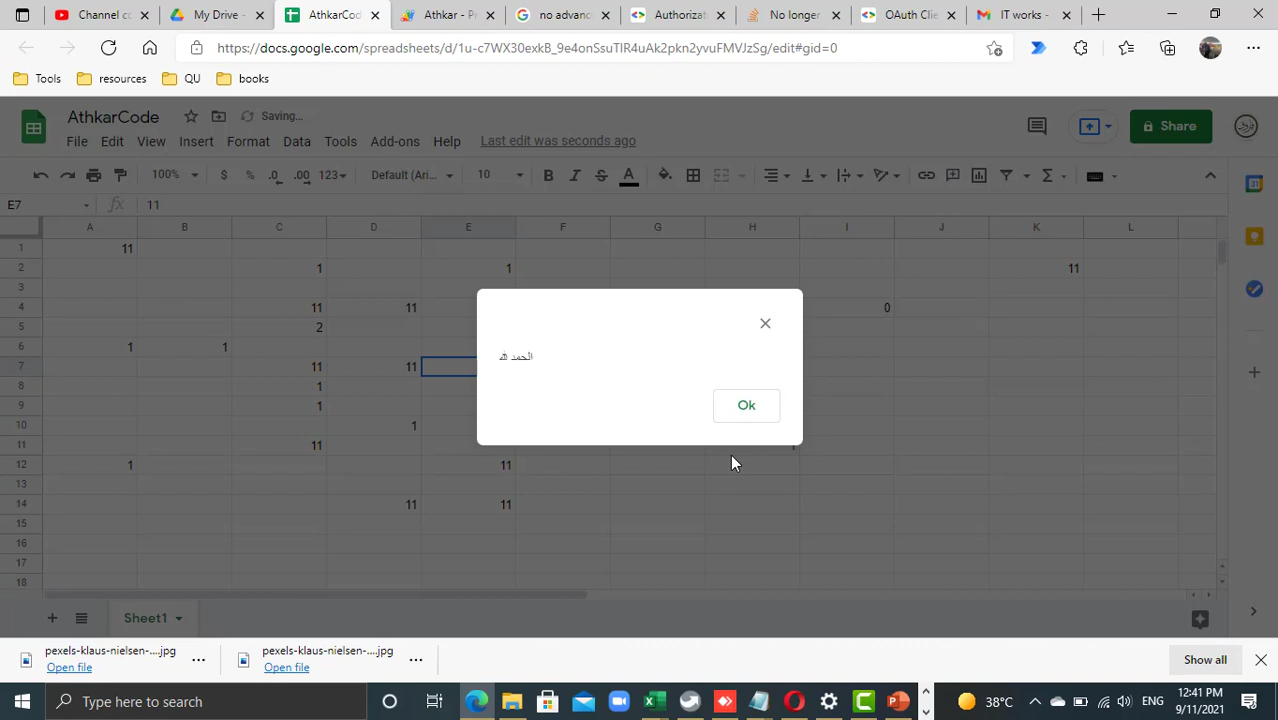 Channel co
My Drive -
AthkarCod
Athkar - P
no advanc
Authorizat
No longer
OAuth Clie
IT works -
https://docs.google.com/spreadsheets/d/1u-c7WX30exkB_9e4onSsuTlR4uAk2pkn2yvuFMVJzSg/edit#gid=0
Tools resources QU books
AthkarCode Saving...
File Edit View Insert Format Data Tools Add-ons Help Last edit was seconds ago
Share
100% $ % .0 .00 123 Default (Ari... 10 B I S A
E7 fx 11
A B C D E F G H I J K L
1 11
2 1 1 11
3
4 11 11 0
5 2
6 1 1
7 11 11
8 1
9 1
10 1
11 11
12 1 11
13
14 11 11
15
16
17
18
الحمد لله
Ok
Sheet1
pexels-klaus-nielsen-....jpg
Open file
pexels-klaus-nielsen-....jpg
Open file
Show all
Type here to search
38°C
ENG
12:41 PM
9/11/2021